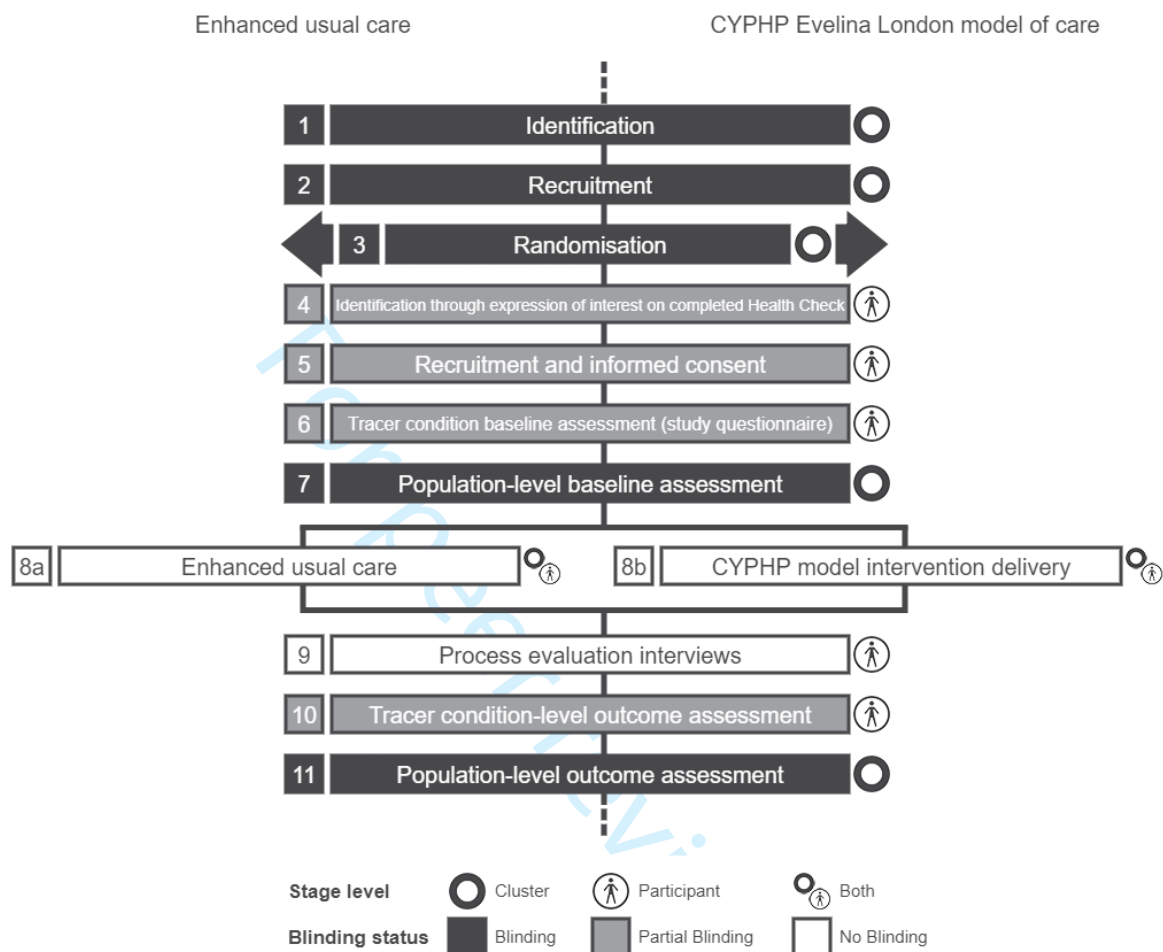 Enhanced usual care
CYPHP Evelina London model of care
1 Identification
2 Recruitment
3 Randomisation
4 Identification through expression of interest on completed Health Check
5 Recruitment and informed consent
6 Tracer condition baseline assessment (study questionnaire)
7 Population-level baseline assessment
8a Enhanced usual care
8b CYPHP model intervention delivery
9 Process evaluation interviews
10 Tracer condition-level outcome assessment
11 Population-level outcome assessment
For peer revi
Stage level Cluster Participant Both
Blinding status Blinding Partial Blinding No Blinding